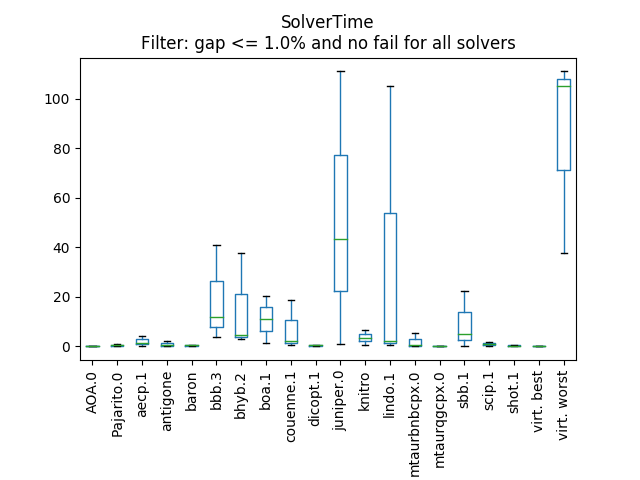 SolverTime
Filter: gap <= 1.0% and no fail for all solvers
100
80
60
40
20
0
AOA.0
Pajarito.0
aecp.1
antigone
baron
bbb.3
bhyb.2
boa.1
couenne.1
dicopt.1
juniper.0
knitro
lindo.1
mtaurbnbcpx.0
mtaurqgcpx.0
sbb.1
scip.1
shot.1
virt. best
virt. worst